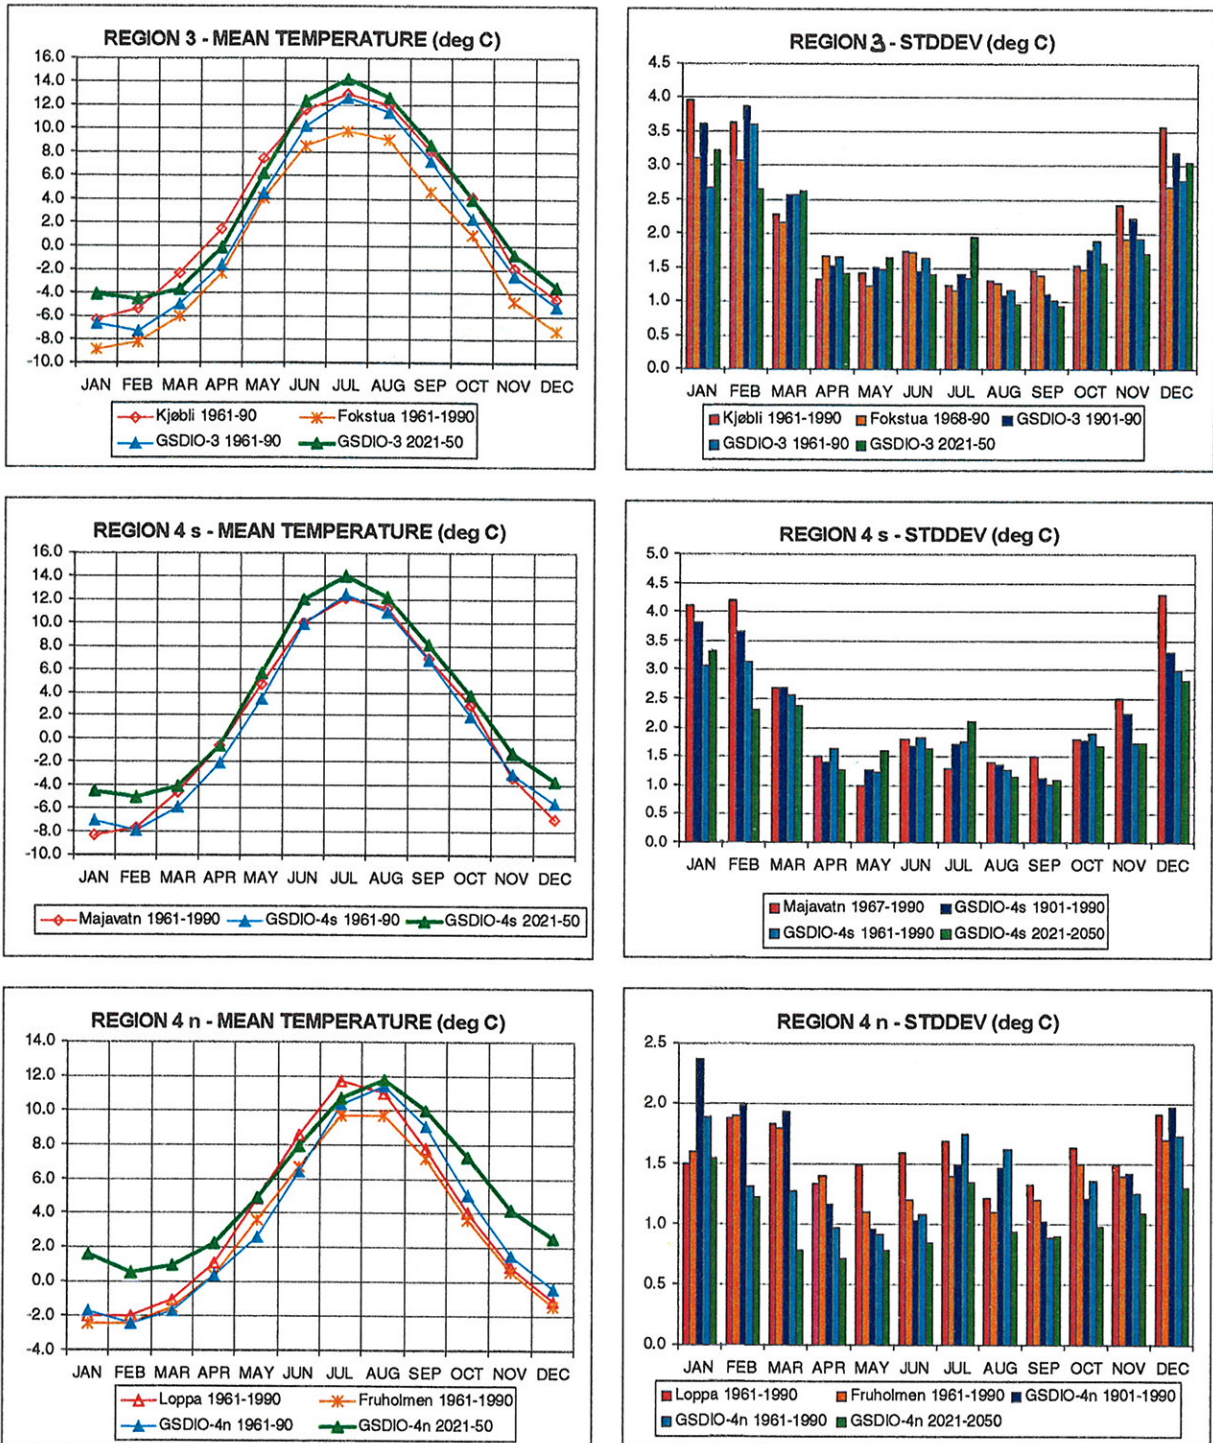 REGION 3 - MEAN TEMPERATURE (deg C)
16.0
14.0
12.0
10.0
8.0
6.0
4.0
2.0
0.0
-2.0
-4.0
-6.0
-8.0
-10.0
JAN FEB MAR APR MAY JUN JUL AUG SEP OCT NOV DEC
Kjøbli 1961-90 Fokstua 1961-1990
GSDIO-3 1961-90 GSDIO-3 2021-50
REGION 3 - STDDEV (deg C)
4.5
4.0
3.5
3.0
2.5
2.0
1.5
1.0
0.5
0.0
JAN FEB MAR APR MAY JUN JUL AUG SEP OCT NOV DEC
Kjøbli 1961-1990 Fokstua 1968-90 GSDIO-3 1901-90
GSDIO-3 1961-90 GSDIO-3 2021-50
REGION 4 s - MEAN TEMPERATURE (deg C)
16.0
14.0
12.0
10.0
8.0
6.0
4.0
2.0
0.0
-2.0
-4.0
-6.0
-8.0
-10.0
JAN FEB MAR APR MAY JUN JUL AUG SEP OCT NOV DEC
Majavatn 1961-1990 GSDIO-4s 1961-90 GSDIO-4s 2021-50
REGION 4 s - STDDEV (deg C)
5.0
4.5
4.0
3.5
3.0
2.5
2.0
1.5
1.0
0.5
0.0
JAN FEB MAR APR MAY JUN JUL AUG SEP OCT NOV DEC
Majavatn 1967-1990 GSDIO-4s 1901-1990
GSDIO-4s 1961-1990 GSDIO-4s 2021-2050
REGION 4 n - MEAN TEMPERATURE (deg C)
14.0
12.0
10.0
8.0
6.0
4.0
2.0
0.0
-2.0
-4.0
JAN FEB MAR APR MAY JUN JUL AUG SEP OCT NOV DEC
Loppa 1961-1990 Fruholmen 1961-1990
GSDIO-4n 1961-90 GSDIO-4n 2021-50
REGION 4 n - STDDEV (deg C)
2.5
2.0
1.5
1.0
0.5
0.0
JAN FEB MAR APR MAY JUN JUL AUG SEP OCT NOV DEC
Loppa 1961-1990 Fruholmen 1961-1990 GSDIO-4n 1901-1990
GSDIO-4n 1961-1990 GSDIO-4n 2021-2050